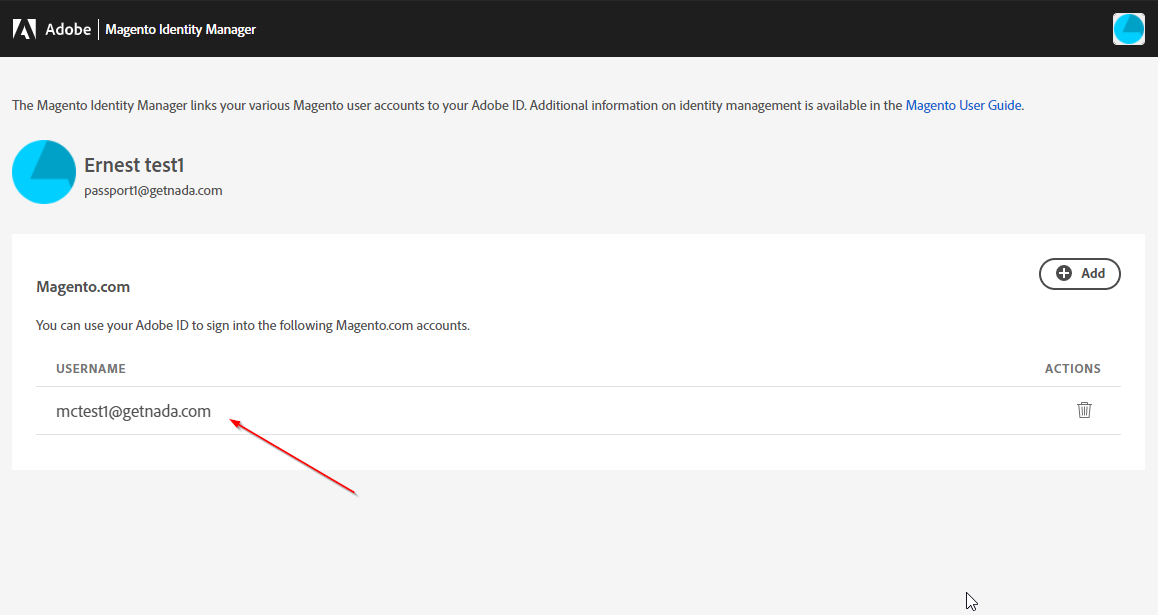 Adobe | Magento Identity Manager
The Magento Identity Manager links your various Magento user accounts to your Adobe ID. Additional information on identity management is available in the Magento User Guide.
Ernest test1
passport1@getnada.com
Add
Magento.com
You can use your Adobe ID to sign into the following Magento.com accounts.
USERNAME ACTIONS
mctest1@getnada.com